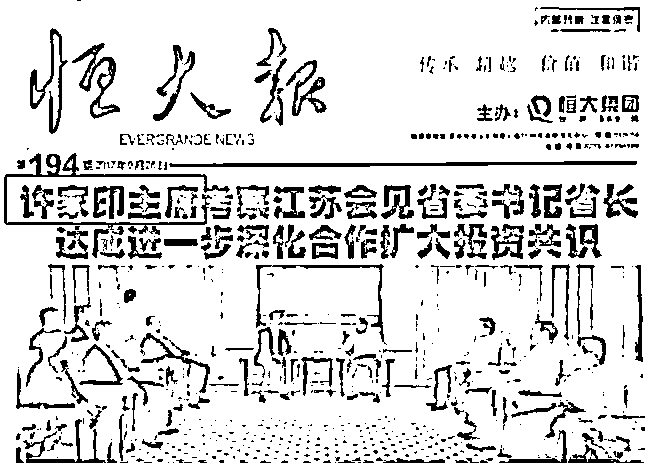 内部刊物 注意保密
恒大报
EVERGRANDE NEWS
传承 超越 价值 和谐
主办: 恒大集团
第194期 2017年9月26日
许家印主席考察江苏会见省委书记省长
达成进一步深化合作扩大投资共识